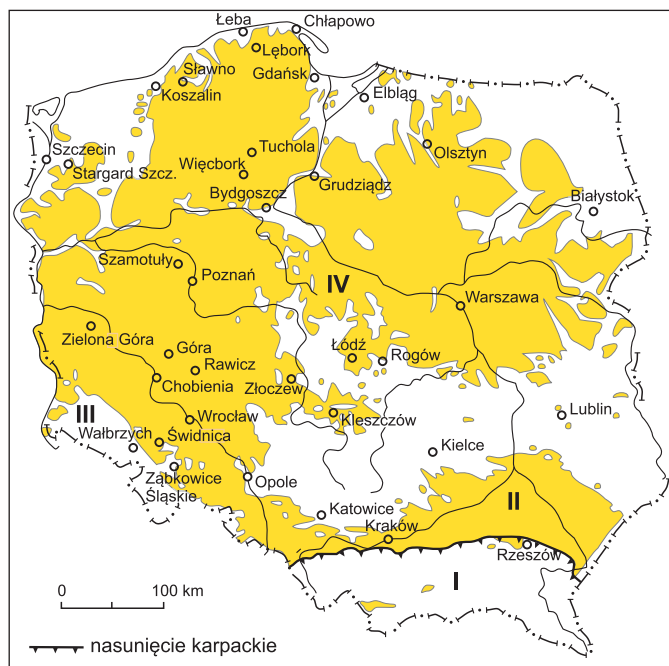 Łeba
Chłapowo
Lębork
Sławno
Gdańsk
Koszalin
Elbląg
Szczecin
Tuchola
Olsztyn
Stargard Szcz.
Więcbork
Grudziądz
Bydgoszcz
Białystok
Szamotuły
Poznań
IV
Warszawa
Zielona Góra
Łódź
Góra
Rogów
Rawicz
Chobienia
Złoczew
III
Wrocław
Kleszczów
Lublin
Wałbrzych
Świdnica
Kielce
Ząbkowice
Śląskie
Opole
Katowice
II
Kraków
Rzeszów
I
0
100 km
nasunięcie karpackie